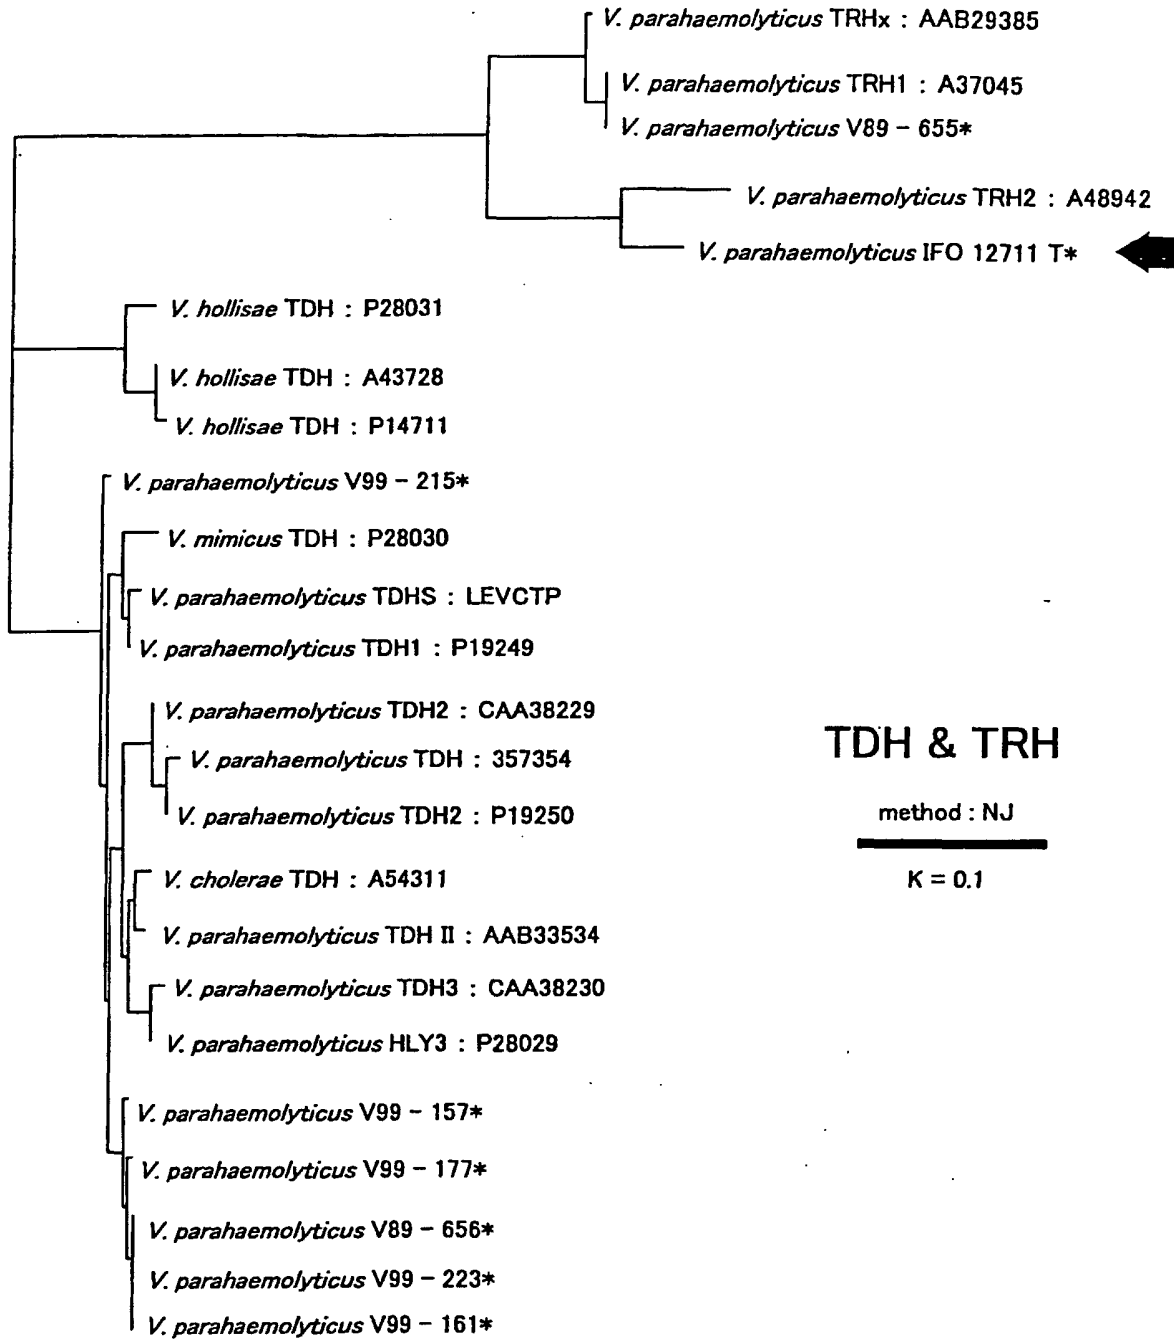 V. parahaemolyticus TRHx : AAB29385
V. parahaemolyticus TRH1 : A37045
V. parahaemolyticus V89 - 655*
V. parahaemolyticus TRH2 : A48942
V. parahaemolyticus IFO 12711 T*
V. hollisae TDH : P28031
V. hollisae TDH : A43728
V. hollisae TDH : P14711
V. parahaemolyticus V99 - 215*
V. mimicus TDH : P28030
V. parahaemolyticus TDHS : LEVCTP
V. parahaemolyticus TDH1 : P19249
V. parahaemolyticus TDH2 : CAA38229
V. parahaemolyticus TDH : 357354
V. parahaemolyticus TDH2 : P19250
V. cholerae TDH : A54311
V. parahaemolyticus TDH II : AAB33534
V. parahaemolyticus TDH3 : CAA38230
V. parahaemolyticus HLY3 : P28029
V. parahaemolyticus V99 - 157*
V. parahaemolyticus V99 - 177*
V. parahaemolyticus V89 - 656*
V. parahaemolyticus V99 - 223*
V. parahaemolyticus V99 - 161*
TDH & TRH
method : NJ
K = 0.1